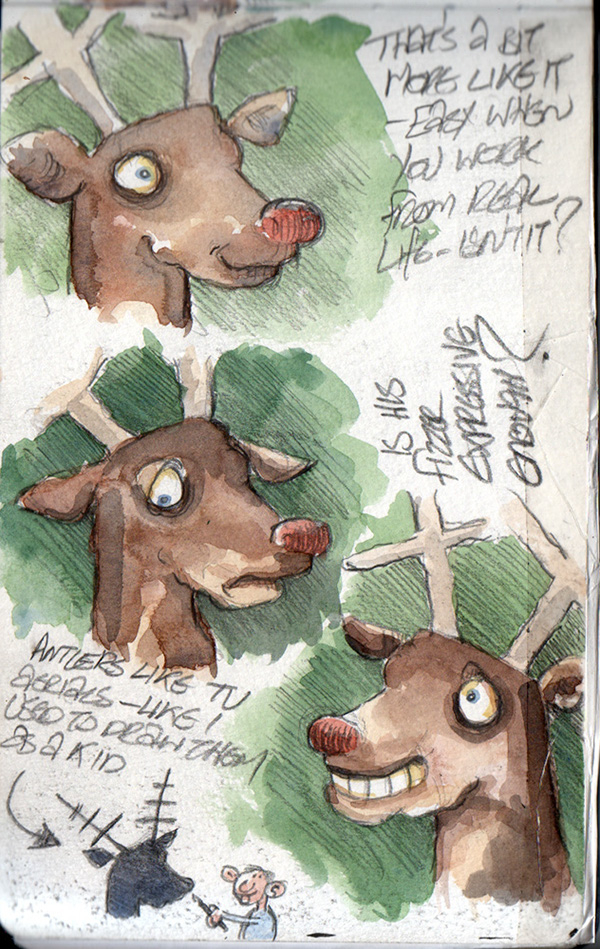 THAT'S A BIT
MORE LIKE IT
- EASY WHEN
YOU WORK
FROM REAL
LIFE - ISN'T IT?
IS HIS
FIZOG
EXPRESSIVE
ENOUGH?
ANTLERS LIKE TV
AERIALS - LIKE I
USED TO DRAW THEM
AS A KID